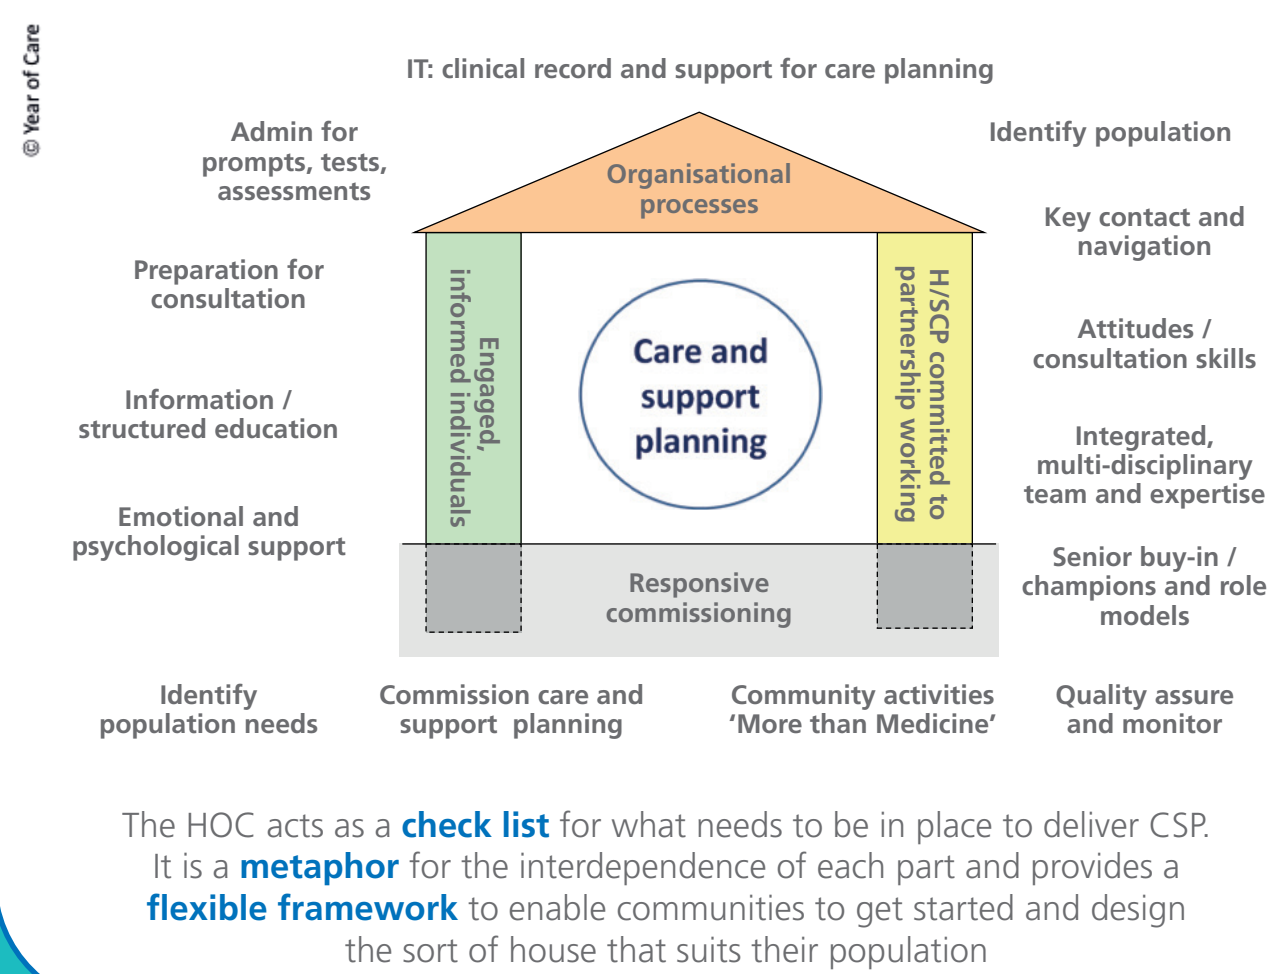 © Year of Care
IT: clinical record and support for care planning
Admin for
prompts, tests,
assessments
Identify population
Organisational
processes
Key contact and
navigation
Preparation for
consultation
Engaged,
informed individuals
H/SCP committed to
partnership working
Care and
support
planning
Attitudes /
consultation skills
Information /
structured education
Integrated,
multi-disciplinary
team and expertise
Emotional and
psychological support
Senior buy-in /
champions and role
models
Responsive
commissioning
Identify
population needs
Commission care and
support  planning
Community activities
‘More than Medicine’
Quality assure
and monitor
The HOC acts as a check list for what needs to be in place to deliver CSP.
It is a metaphor for the interdependence of each part and provides a
flexible framework to enable communities to get started and design
the sort of house that suits their population